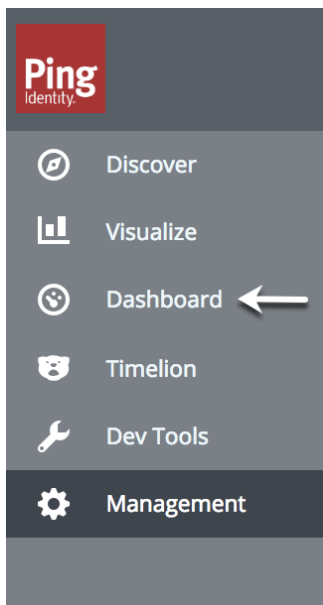 Ping
Identity.
Discover
Visualize
Dashboard
Timelion
Dev Tools
Management